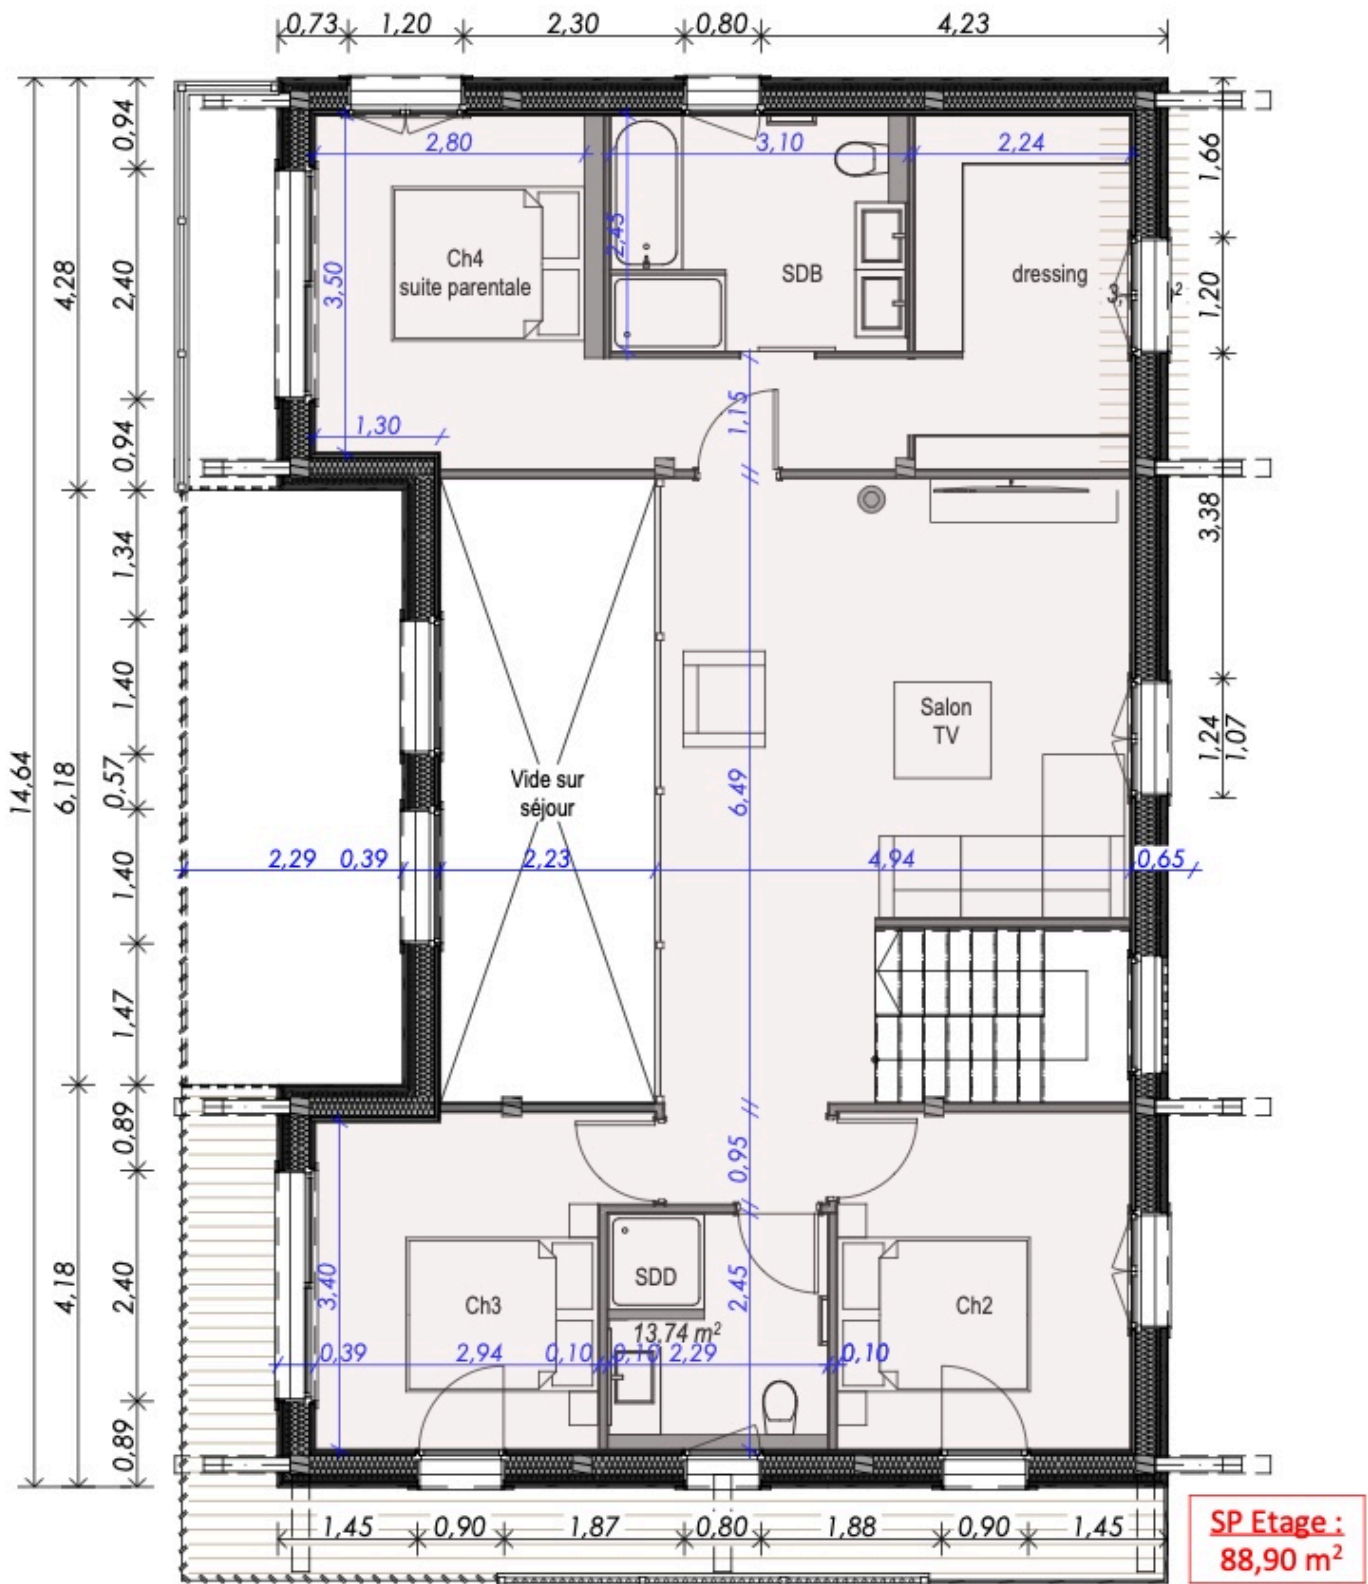 0,73 1,20 2,30 0,80 4,23
0,94
1,66
2,80 3,10 2,24
2,45
4,28 2,40 3,50
Ch4
suite parentale
SDB
dressing
1,20
1,15
0,94
1,30
3,38
1,34
1,40
Salon
TV
1,24
1,07
14,64
6,18
0,57
Vide sur
séjour
6,49
2,29 0,39 2,23 4,94 0,65
1,40
1,47
0,89
0,95
4,18 2,40 3,40
Ch3
SDD
2,45
Ch2
13,74 m²
0,39 2,94 0,10 0,10 2,29 0,10
0,89
1,45 0,90 1,87 0,80 1,88 0,90 1,45
SP Etage :
88,90 m²